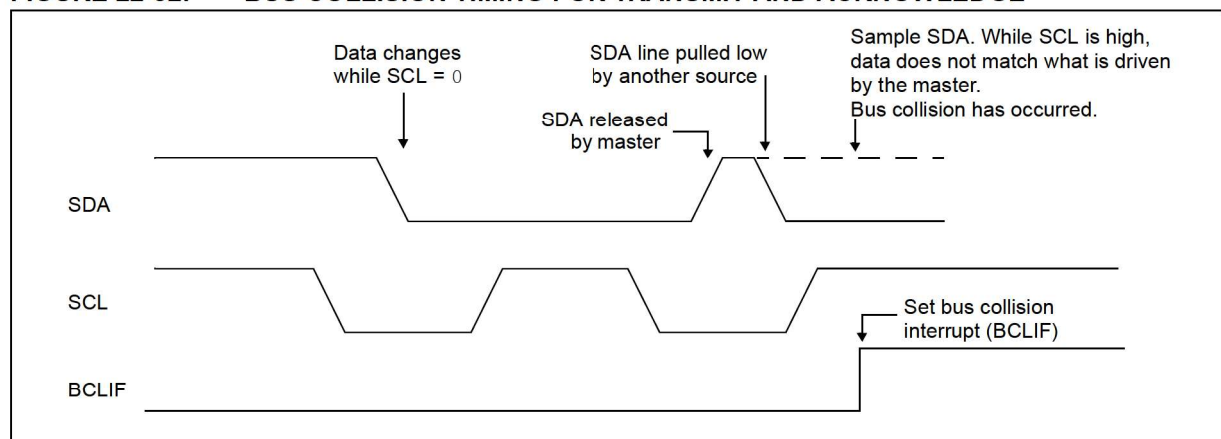 Data changes
while SCL = 0
SDA line pulled low
by another source
Sample SDA. While SCL is high,
data does not match what is driven
by the master.
Bus collision has occurred.
SDA released
by master
SDA
SCL
Set bus collision
interrupt (BCLIF)
BCLIF